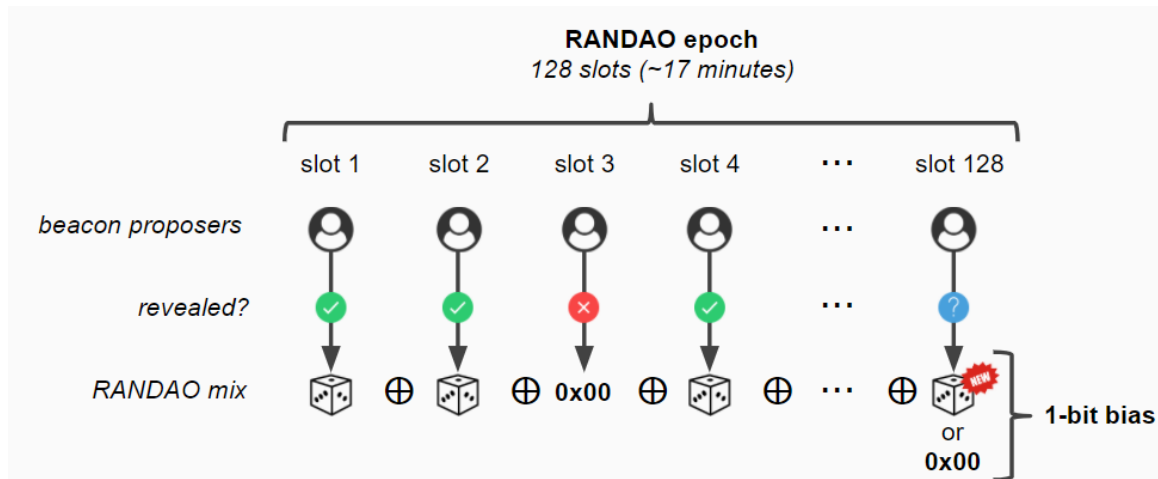 RANDAO epoch
128 slots (~17 minutes)
slot 1 slot 2 slot 3 slot 4 ... slot 128
beacon proposers ...
revealed? ... ?
RANDAO mix ⊕ ⊕ 0x00 ⊕ ⊕ ... ⊕ NEW
1-bit bias
or
0x00